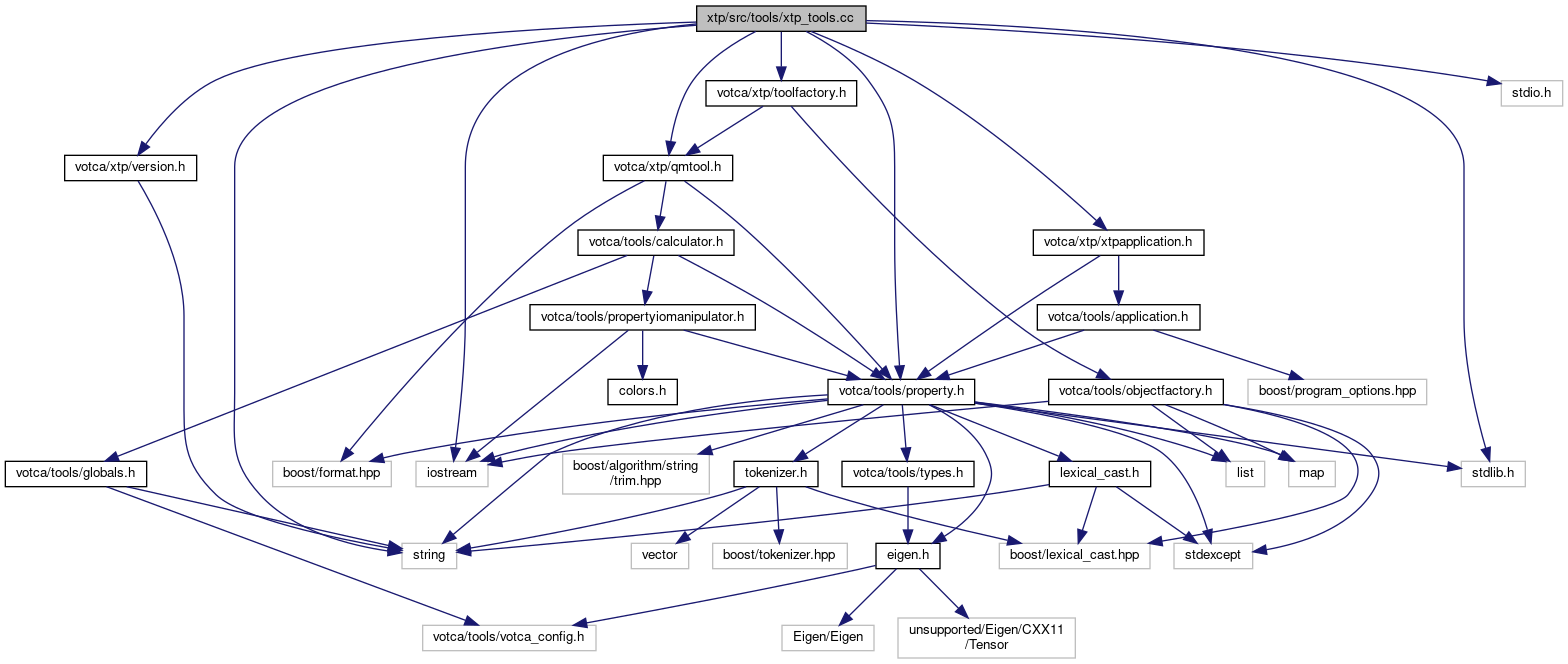 xtp/src/tools/xtp_tools.cc
votca/xtp/toolfactory.h
stdio.h
votca/xtp/version.h
votca/xtp/qmtool.h
votca/tools/calculator.h
votca/xtp/xtpapplication.h
votca/tools/propertyiomanipulator.h
votca/tools/application.h
colors.h
votca/tools/property.h
votca/tools/objectfactory.h
boost/program_options.hpp
votca/tools/globals.h
boost/format.hpp
iostream
boost/algorithm/string
/trim.hpp
tokenizer.h
votca/tools/types.h
lexical_cast.h
list
map
stdlib.h
string
vector
boost/tokenizer.hpp
eigen.h
boost/lexical_cast.hpp
stdexcept
votca/tools/votca_config.h
Eigen/Eigen
unsupported/Eigen/CXX11
/Tensor